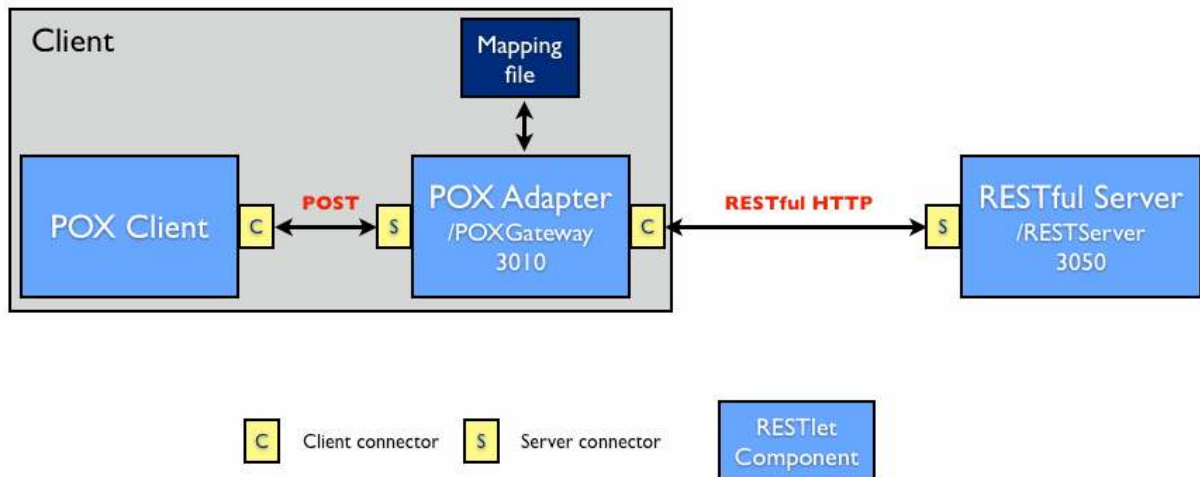 Client
Mapping
file
POX Client
C
POST
S
POX Adapter
/POXGateway
3010
C
RESTful HTTP
S
RESTful Server
/RESTServer
3050
C
Client connector
S
Server connector
RESTlet
Component